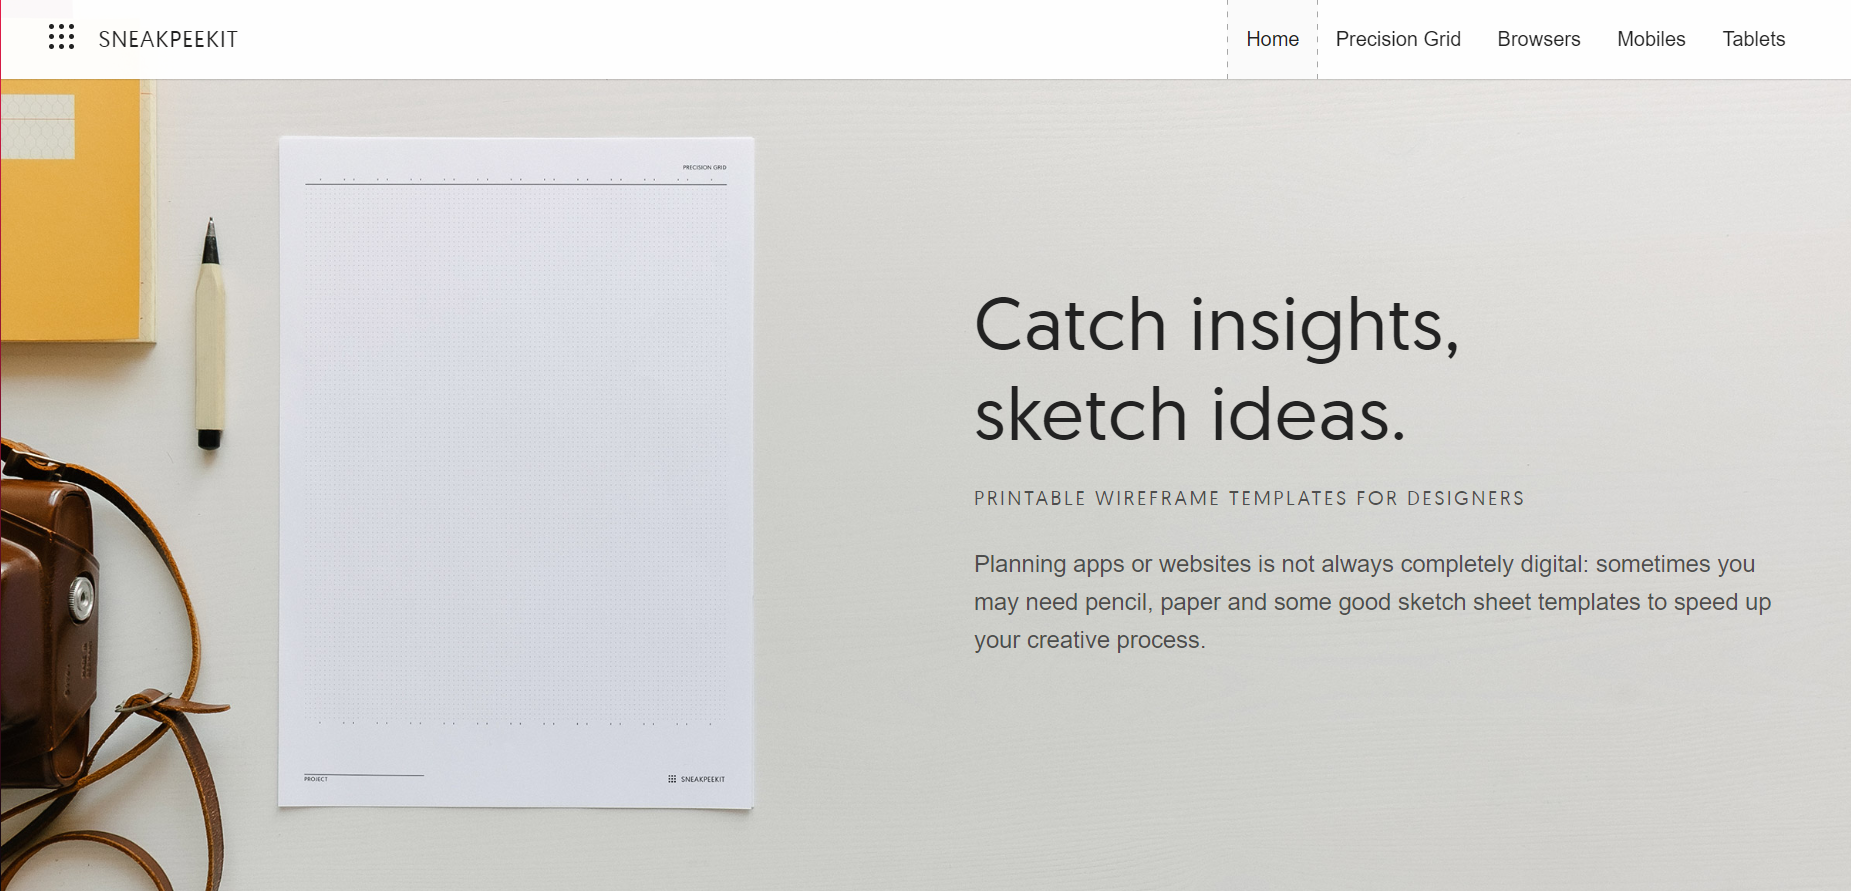 SNEAKPEEKIT
Home
Precision Grid
Browsers
Mobiles
Tablets
PRECISION GRID
Catch insights,
sketch ideas.
PRINTABLE WIREFRAME TEMPLATES FOR DESIGNERS
Planning apps or websites is not always completely digital: sometimes you
may need pencil, paper and some good sketch sheet templates to speed up
your creative process.
PROJECT
SNEAKPEEKIT